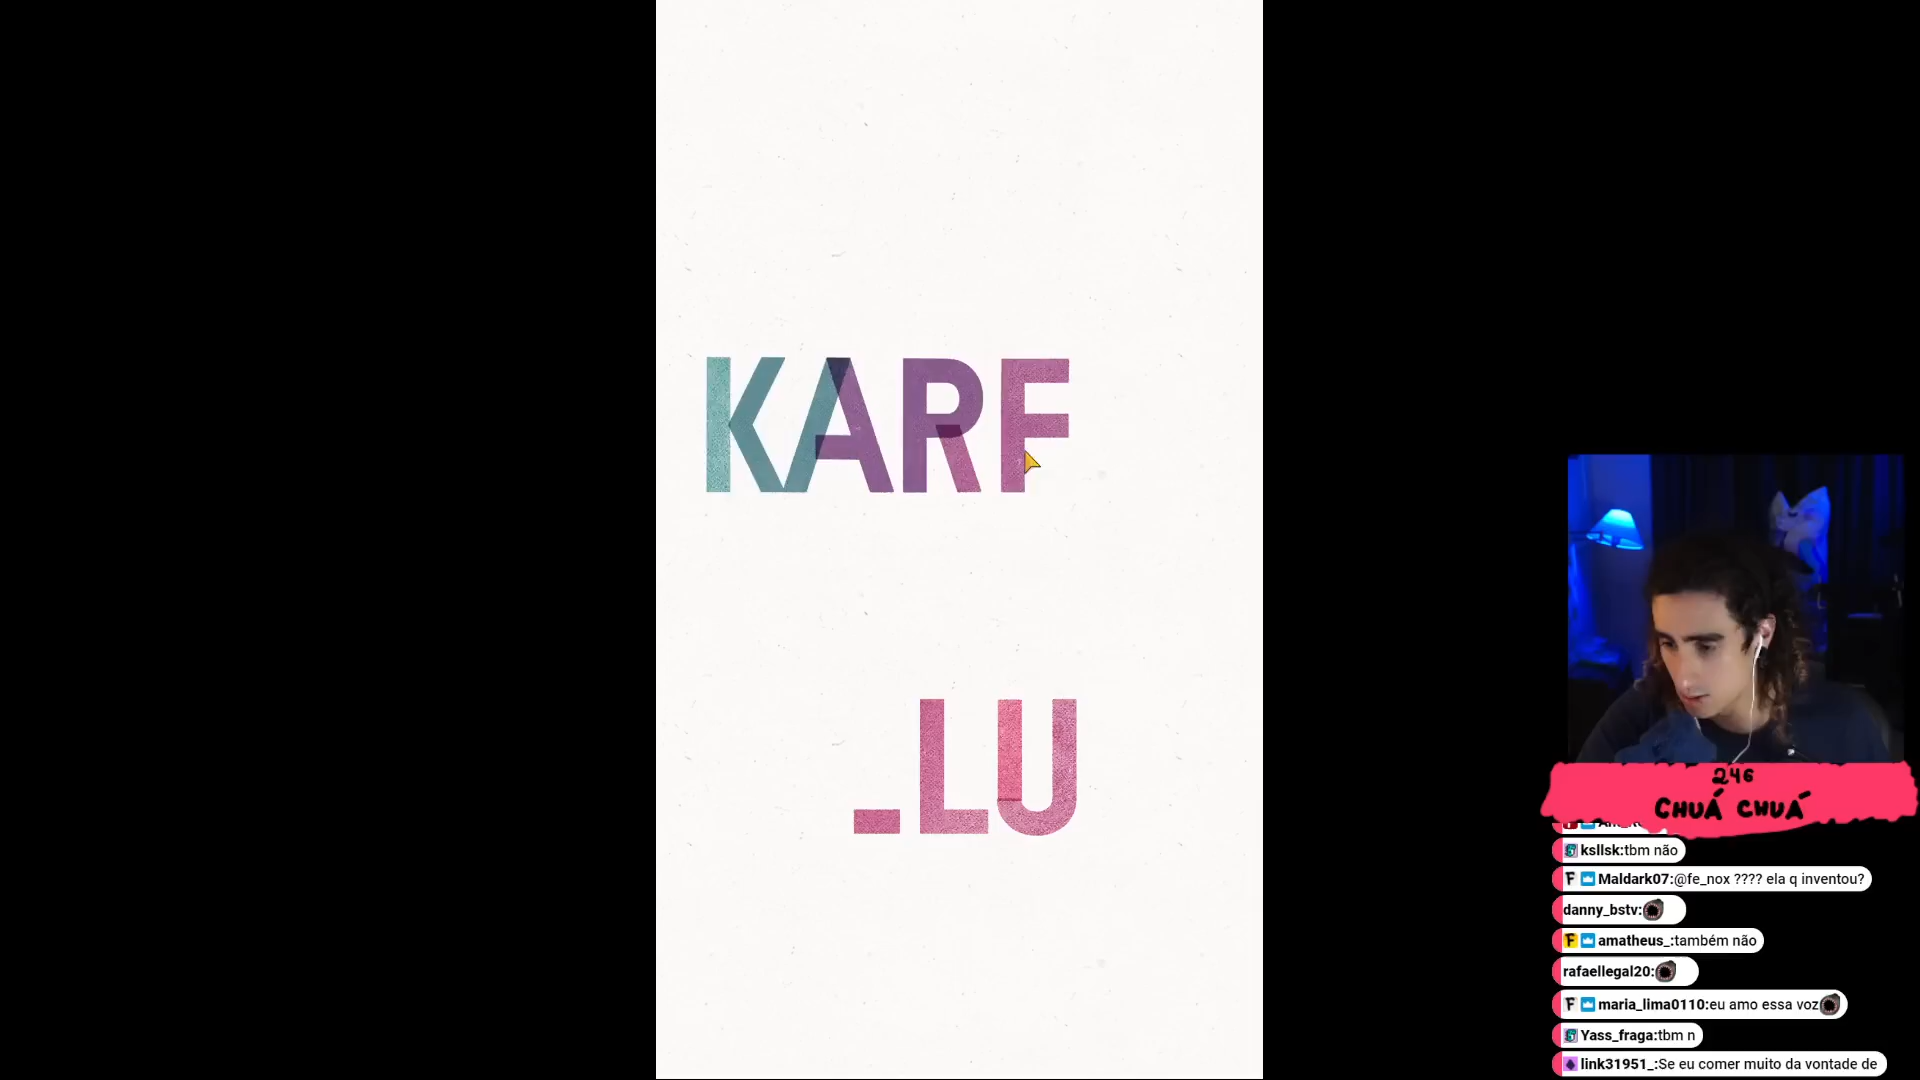 KARF
_LU
246
CHUÁ CHUÁ
ksllsk:tbm não
Maldark07:@fe_nox ???? ela q inventou?
danny_bstv:
amatheus_:também não
rafaellegal20:
maria_lima0110:eu amo essa voz
Yass_fraga:tbm n
link31951_:Se eu comer muito da vontade de